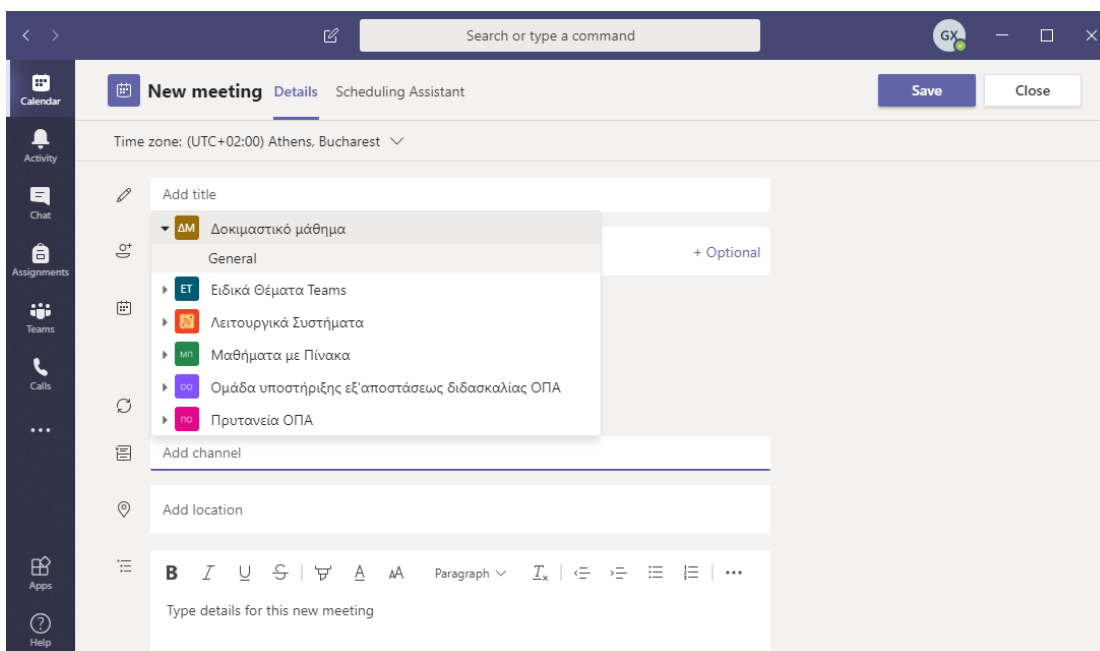 Search or type a command
GX
Calendar
New meeting Details Scheduling Assistant
Save Close
Time zone: (UTC+02:00) Athens, Bucharest
Activity
Add title
Chat
ΔΜ Δοκιμαστικό μάθημα
General
+ Optional
Assignments
ΕΤ Ειδικά Θέματα Teams
Teams
Λειτουργικά Συστήματα
ΜΠ Μαθήματα με Πίνακα
Calls
ΟΟ Ομάδα υποστήριξης εξ'αποστάσεως διδασκαλίας ΟΠΑ
ΠΟ Πρυτανεία ΟΠΑ
Add channel
Add location
B I U S A AA Paragraph Tx
Apps
Type details for this new meeting
Help